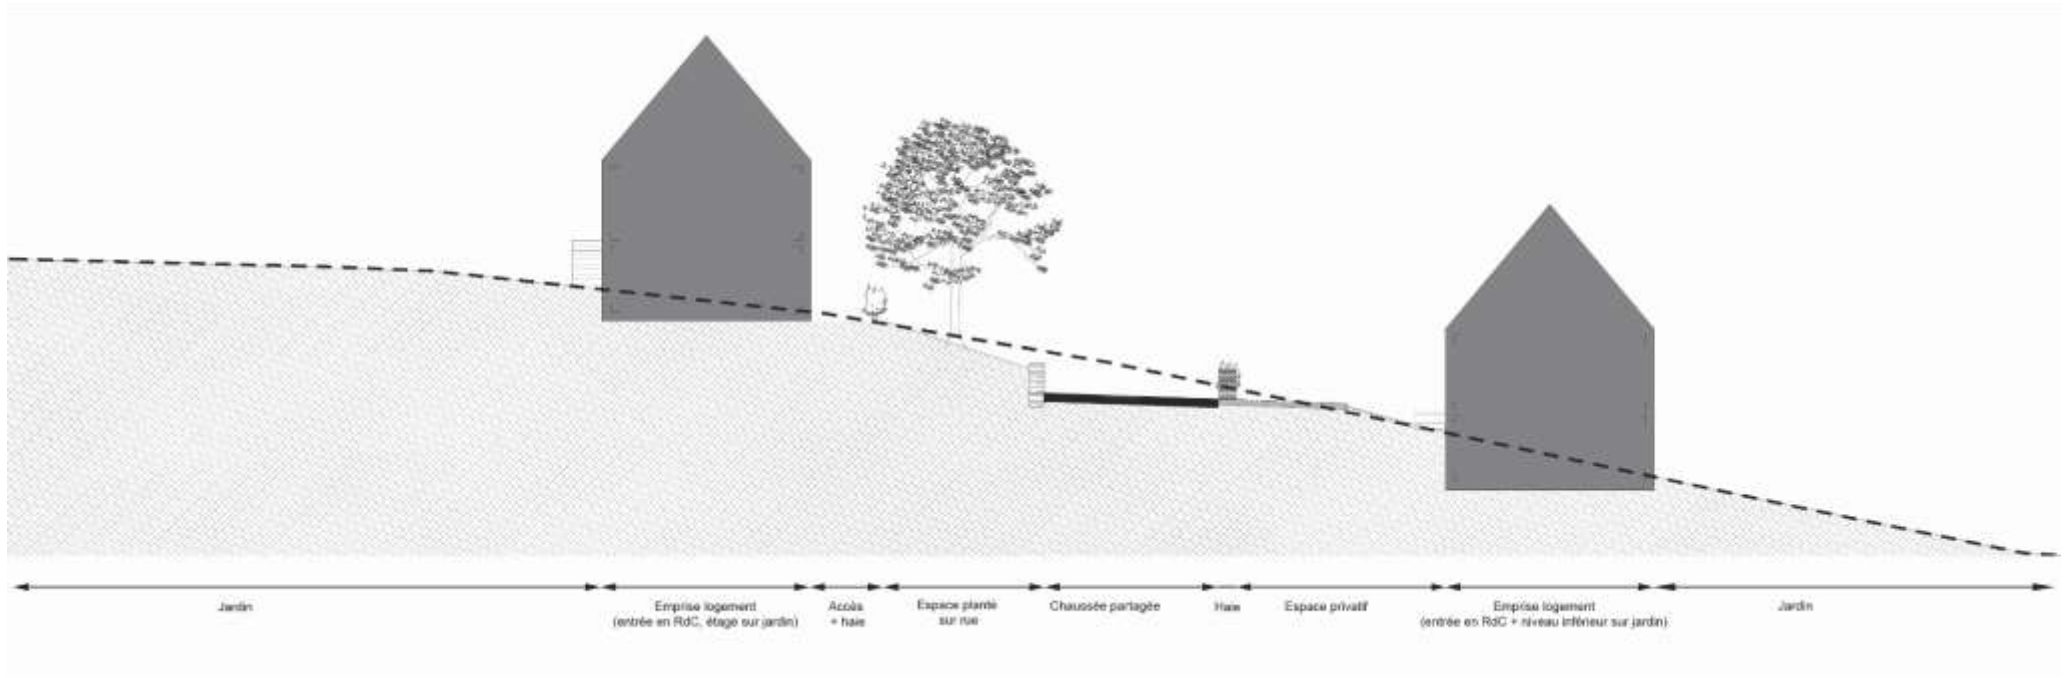 Jardin
Emprise logement
(entrée en RdC, étage sur jardin)
Accès
+ haie
Espace planté
sur rue
Chaussée partagée
Haie
Espace privatif
Emprise logement
(entrée en RdC + niveau inférieur sur jardin)
Jardin